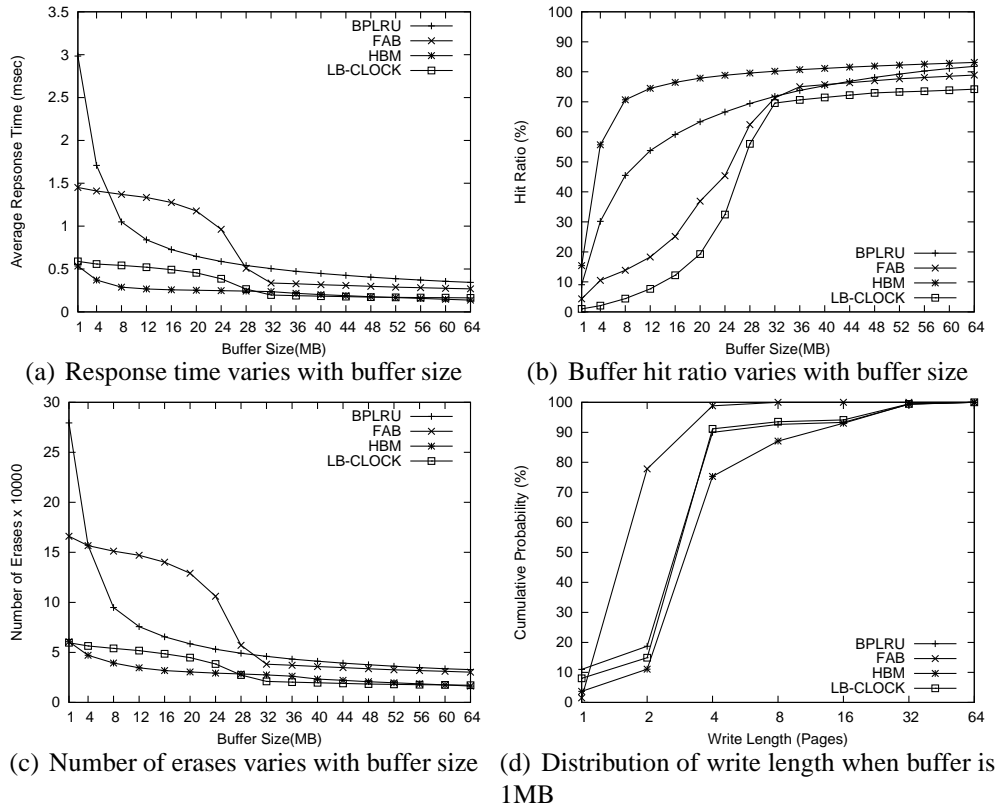 3.5
3
2.5
2
1.5
1
0.5
0
Average Repsonse Time (msec)
BPLRU
FAB
HBM
LB-CLOCK
1 4 8 12 16 20 24 28 32 36 40 44 48 52 56 60 64
Buffer Size(MB)
(a) Response time varies with buffer size
100
90
80
70
60
50
40
30
20
10
0
Hit Ratio (%)
BPLRU
FAB
HBM
LB-CLOCK
1 4 8 12 16 20 24 28 32 36 40 44 48 52 56 60 64
Buffer Size(MB)
(b) Buffer hit ratio varies with buffer size
30
25
20
15
10
5
0
Number of Erases x 10000
BPLRU
FAB
HBM
LB-CLOCK
1 4 8 12 16 20 24 28 32 36 40 44 48 52 56 60 64
Buffer Size(MB)
(c) Number of erases varies with buffer size
100
90
80
70
60
50
40
30
20
10
0
Cumulative Probability (%)
BPLRU
FAB
HBM
LB-CLOCK
1 2 4 8 16 32 64
Write Length (Pages)
(d) Distribution of write length when buffer is
1MB